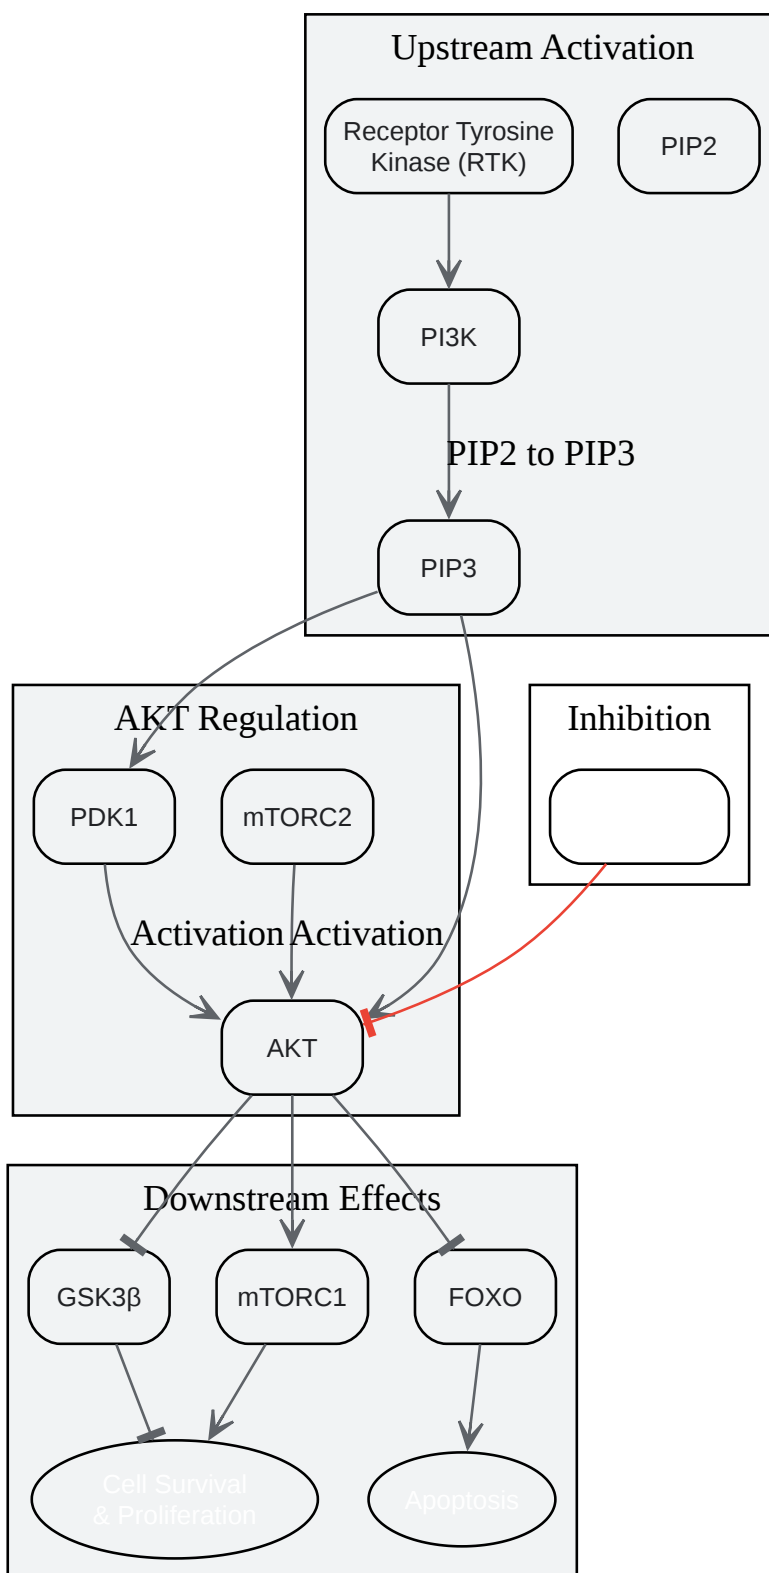 Upstream Activation
Receptor Tyrosine
Kinase (RTK)
PIP2
PI3K
PIP2 to PIP3
PIP3
AKT Regulation
Inhibition
PDK1
mTORC2
Activation
Activation
AKT
Downstream Effects
GSK3β
mTORC1
FOXO
Cell Survival
& Proliferation
Apoptosis